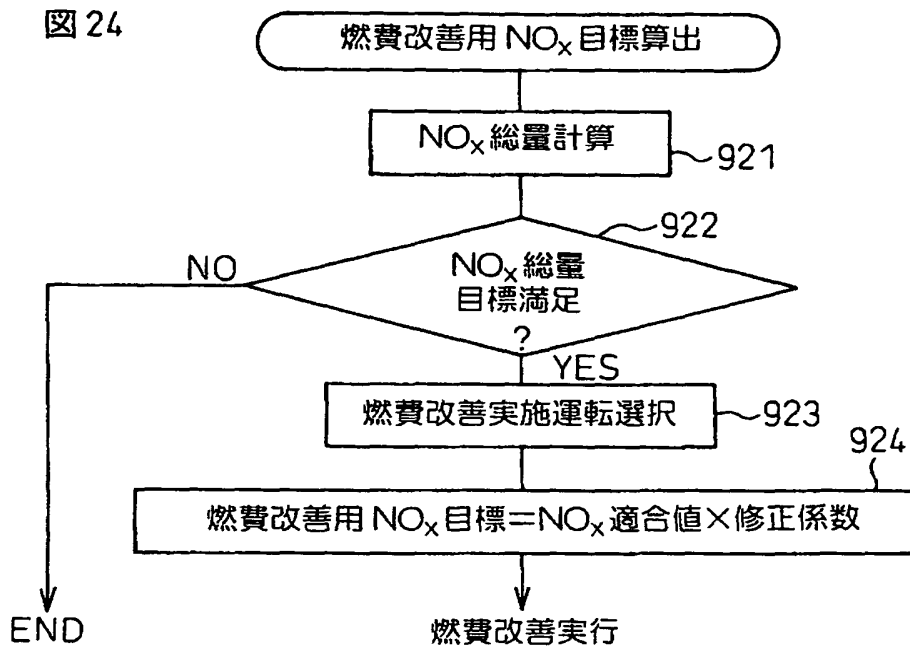 図24
燃費改善用NOx目標算出
NOx総量計算
921
922
NOx総量
目標満足
?
NO
YES
燃費改善実施運転選択
923
924
燃費改善用NOx目標=NOx適合値×修正係数
END
燃費改善実行